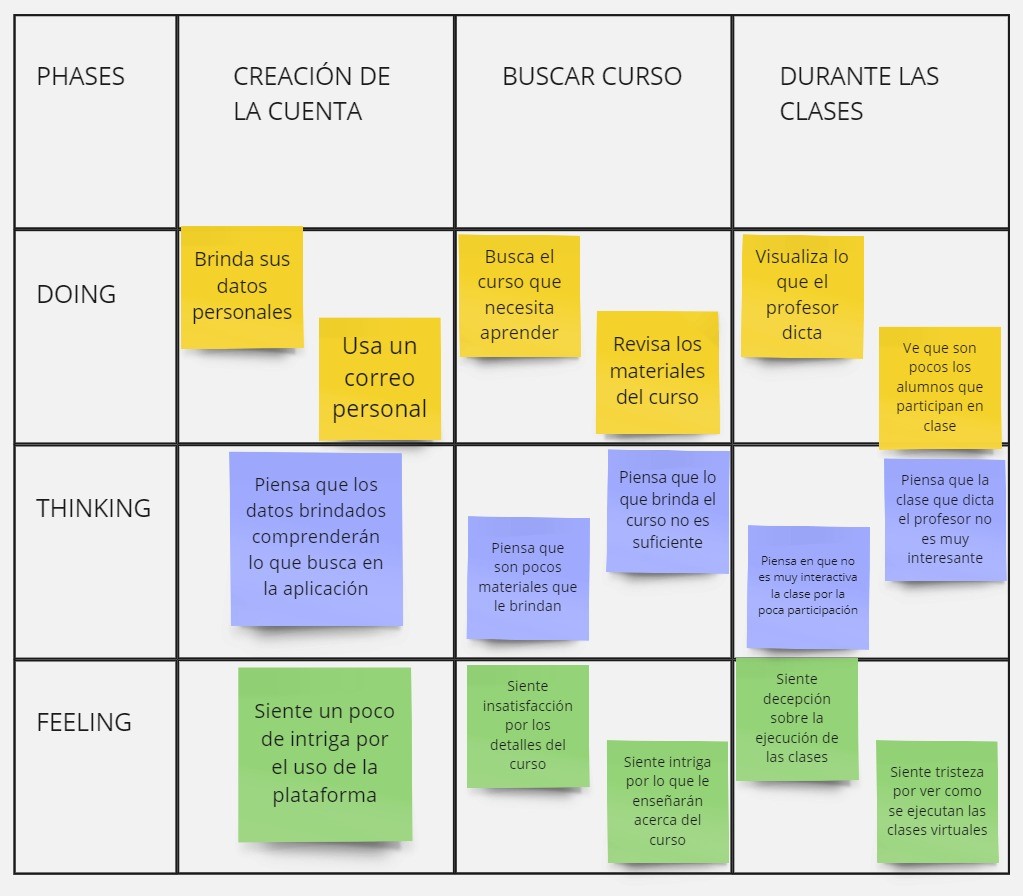 PHASES
CREACIÓN DE
LA CUENTA
BUSCAR CURSO
DURANTE LAS
CLASES
DOING
Brinda sus
datos
personales
Usa un
correo
personal
Busca el
curso que
necesita
aprender
Revisa los
materiales
del curso
Visualiza lo
que el
profesor
dicta
Ve que son
pocos los
alumnos que
participan en
clase
THINKING
Piensa que los
datos brindados
comprenderán
lo que busca en
la aplicación
Piensa que
son pocos
materiales que
le brindan
Piensa que lo
que brinda el
curso no es
suficiente
Piensa en que no
es muy interactiva
la clase por la
poca participación
Piensa que la
clase que dicta
el profesor no
es muy
interesante
FEELING
Siente un poco
de intriga por
el uso de la
plataforma
Siente
insatisfacción
por los
detalles del
curso
Siente intriga
por lo que le
enseñarán
acerca del
curso
Siente
decepción
sobre la
ejecución de
las clases
Siente tristeza
por ver como
se ejecutan las
clases virtuales